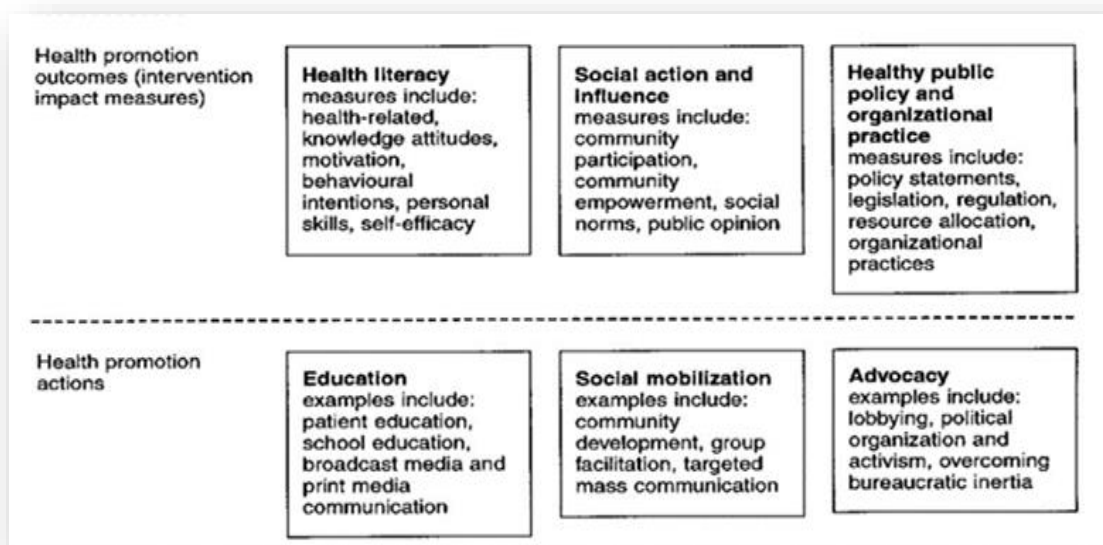 Health promotion
outcomes (intervention
impact measures)
Health literacy
measures include:
health-related,
knowledge attitudes,
motivation,
behavioural
intentions, personal
skills, self-efficacy
Social action and
influence
measures include:
community
participation,
community
empowerment, social
norms, public opinion
Healthy public
policy and
organizational
practice
measures include:
policy statements,
legislation, regulation,
resource allocation,
organizational
practices
Health promotion
actions
Education
examples include:
patient education,
school education,
broadcast media and
print media
communication
Social mobilization
examples include:
community
development, group
facilitation, targeted
mass communication
Advocacy
examples include:
lobbying, political
organization and
activism, overcoming
bureaucratic inertia